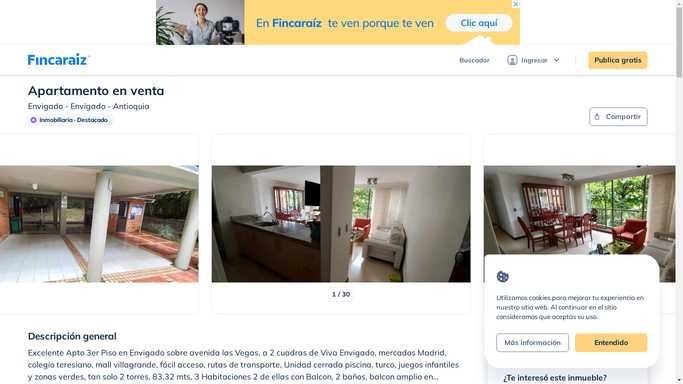 En Fincaraíz te ven porque te ven
Clic aquí
Fincaraiz
Buscador
Ingresar
Publica gratis
Apartamento en venta
Envigado - Envigado - Antioquia
Inmobiliaria · Destacado
Compartir
1 / 30
Utilizamos cookies para mejorar tu experiencia en
nuestro sitio web. Al continuar en el sitio
consideramos que aceptas su uso.
Más información
Entendido
Descripción general
Excelente Apto 3er Piso en Envigado sobre avenida las Vegas, a 2 cuadras de Viva Envigado, mercados Madrid,
colegio teresiano, mall villagrande, fácil acceso, rutas de transporte, Unidad cerrada piscina, turco, juegos infantiles
y zonas verdes, tan solo 2 torres, 83,32 mts, 3 Habitaciones 2 de ellas con Balcon, 2 baños, balcon amplio en...
¿Te interesó este inmueble?